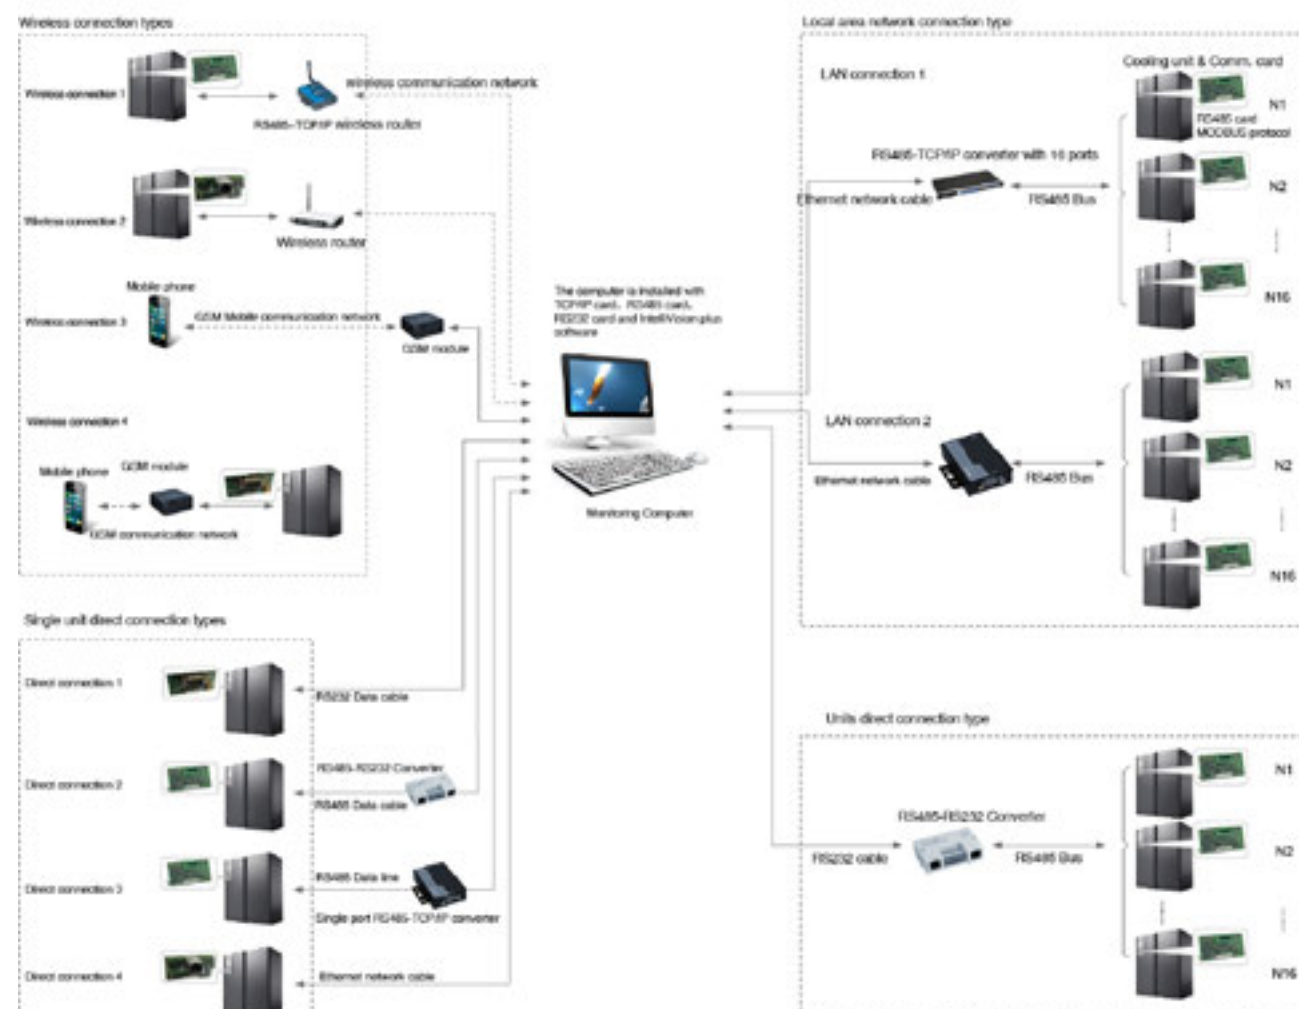 Wireless connection types
Wireless connection 1
wireless communication network
RS485-TCP/IP wireless router
Wireless connection 2
Wireless router
Mobile phone
Wireless connection 3
GSM Mobile communication network
GSM module
Wireless connection 4
Mobile phone
GSM module
GSM communication network
The computer is installed with
TCP/IP card, RS485 card,
RS232 card and IntelliVision plus
software
Monitoring Computer
Single unit direct connection types
Direct connection 1
RS232 Data cable
Direct connection 2
RS485-RS232 Converter
RS485 Data cable
Direct connection 3
RS485 Data line
Single port RS485-TCP/IP converter
Direct connection 4
Ethernet network cable
Local area network connection type
LAN connection 1
Cooling unit & Comm. card
N1
RS485 card
MODBUS protocol
RS485-TCP/IP converter with 16 ports
Ethernet network cable
RS485 Bus
N2
N16
LAN connection 2
Ethernet network cable
RS485 Bus
N1
N2
N16
Units direct connection type
RS485-RS232 Converter
RS232 cable
RS485 Bus
N1
N2
N16